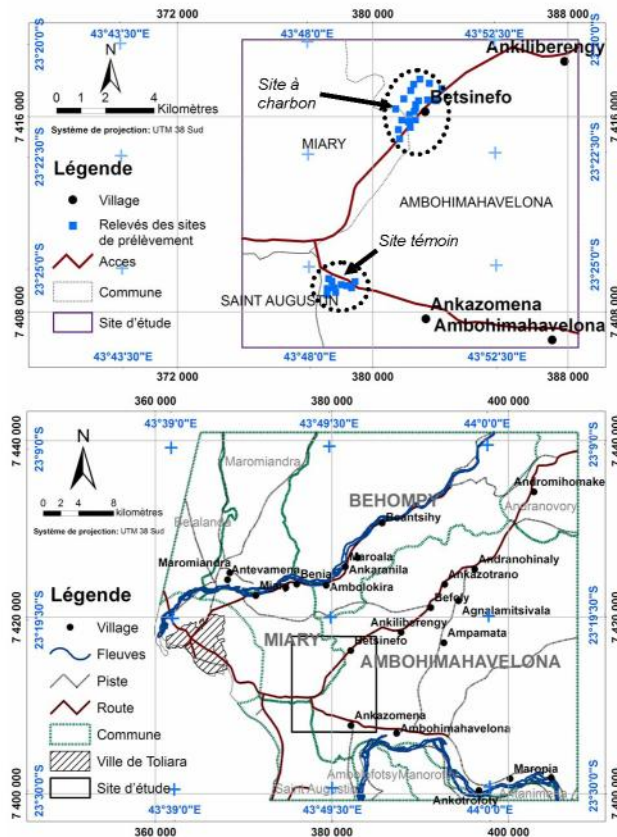 372 000
380 000
388 000
43°43'30"E
43°48'0"E
43°52'30"E
23°20'0"S
23°20'0"S
N
0 1 2 4
Kilomètres
Système de projection: UTM 38 Sud
7 416 000
7 416 000
23°22'30"S
23°22'30"S
Ankiliberengy
Site à
charbon
Betsinefo
MIARY
AMBOHIMAHAVELONA
Légende
Village
Relevés des sites
de prélèvement
Acces
Commune
Site d'étude
Site témoin
23°25'0"S
23°25'0"S
SAINT AUGUSTIN
Ankazomena
Ambohimahavelona
7 408 000
7 408 000
43°43'30"E
43°48'0"E
43°52'30"E
372 000
380 000
388 000
360 000
380 000
400 000
43°39'0"E
43°49'30"E
44°0'0"E
7 440 000
7 440 000
23°9'0"S
23°9'0"S
N
0 2 4 8
kilomètres
Système de projection: UTM 38 Sud
Maromiandra
Belalanda
BEHOMPY
Beantsihy
Andromihomake
Andranovory
Maromiandra
Antevamena
Maroala
Ankaranila
Andranohinaly
Ankazotrano
Miary
Benia
Ambolokira
Befoly
Agnalamitsivala
Légende
Village
Fleuves
Piste
Route
Commune
Ville de Toliara
Site d'étude
7 420 000
7 420 000
23°19'30"S
23°19'30"S
Ankiliberengy
MIARY
Betsinefo
Ampamata
AMBOHIMAHAVELONA
Ankazomena
Ambohimahavelona
Ambolofotsy
Manorofo
Maropia
Saint Augustin
Ankotrofoty
7 400 000
7 400 000
23°30'0"S
23°30'0"S
43°39'0"E
43°49'30"E
44°0'0"E
360 000
380 000
400 000